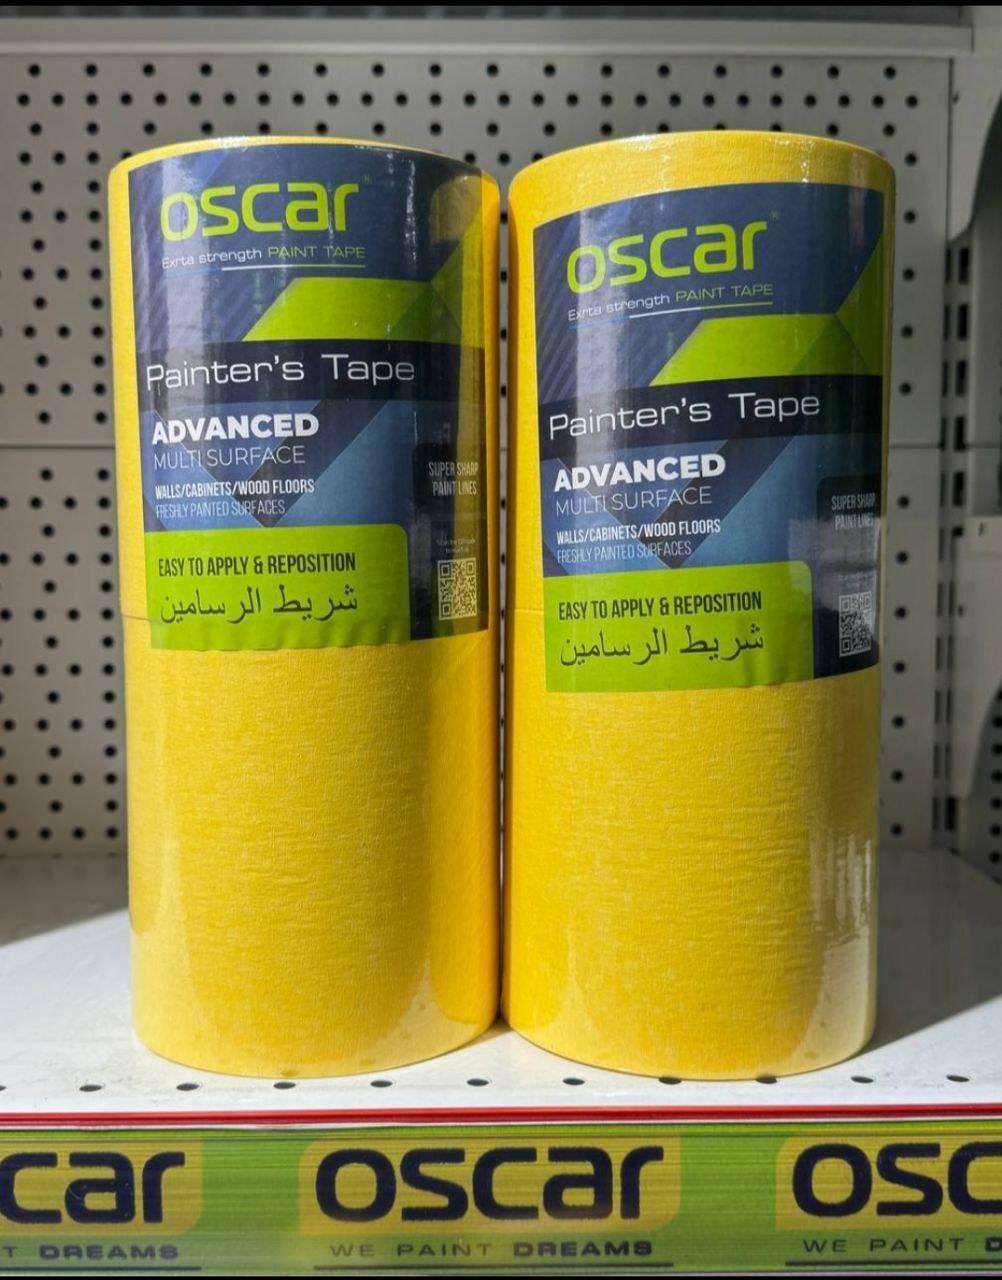 oscar®
Exrta strength PAINT TAPE
Painter's Tape
ADVANCED
MULTI SURFACE
WALLS/CABINETS/WOOD FLOORS
FRESHLY PAINTED SURFACES
SUPER SHARP
PAINT LINES
EASY TO APPLY & REPOSITION
شريط الرسامين
oscar®
Exrta strength PAINT TAPE
Painter's Tape
ADVANCED
MULTI SURFACE
WALLS/CABINETS/WOOD FLOORS
FRESHLY PAINTED SURFACES
SUPER SHARP
PAINT LINES
EASY TO APPLY & REPOSITION
شريط الرسامين
car oscar osc
T DREAMS WE PAINT DREAMS WE PAINT D